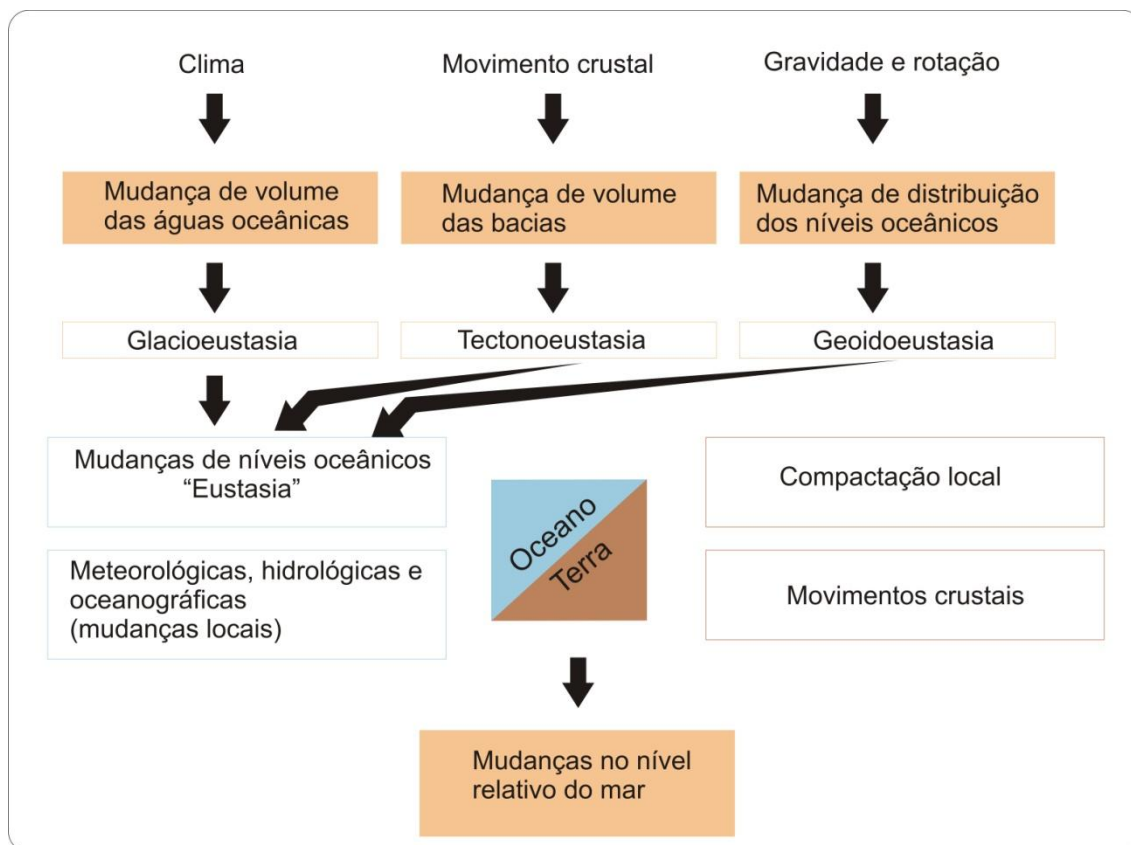 Clima
Movimento crustal
Gravidade e rotação
Mudança de volume
das águas oceânicas
Mudança de volume
das bacias
Mudança de distribuição
dos níveis oceânicos
Glacioeustasia
Tectonoeustasia
Geoidoeustasia
Mudanças de níveis oceânicos
“Eustasia”
Meteorológicas, hidrológicas e
oceanográficas
(mudanças locais)
Oceano
Terra
Compactação local
Movimentos crustais
Mudanças no nível
relativo do mar